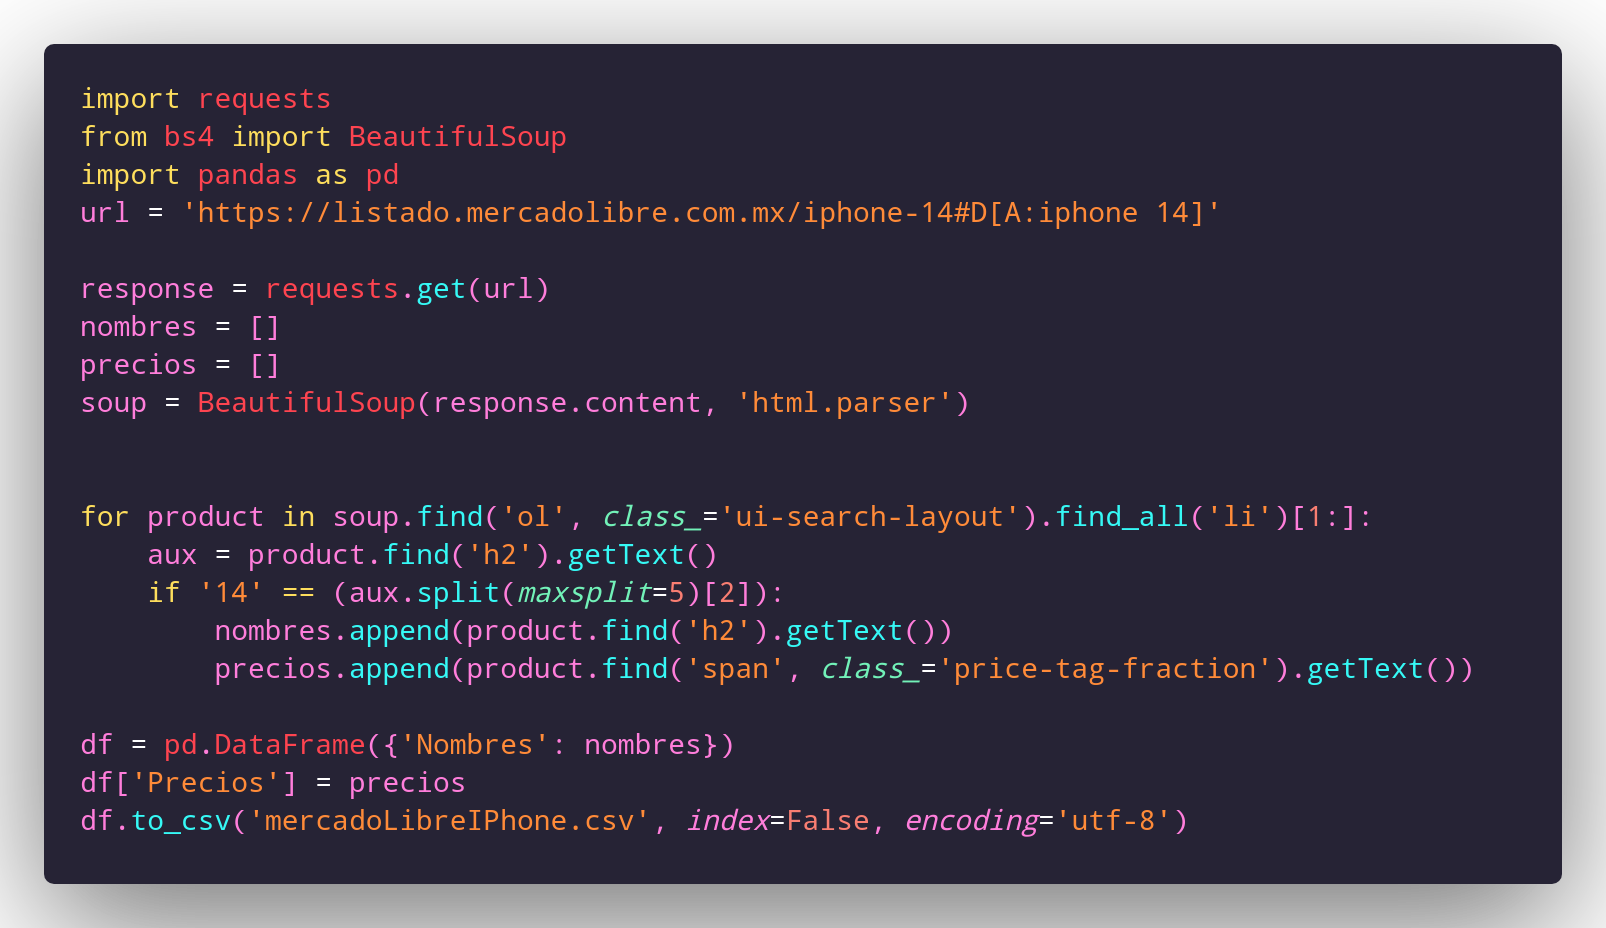 import requests
from bs4 import BeautifulSoup
import pandas as pd
url = 'https://listado.mercadolibre.com.mx/iphone-14#D[A:iphone 14]'
response = requests.get(url)
nombres = []
precios = []
soup = BeautifulSoup(response.content, 'html.parser')
for product in soup.find('ol', class_='ui-search-layout').find_all('li')[1:]:
    aux = product.find('h2').getText()
    if '14' == (aux.split(maxsplit=5)[2]):
        nombres.append(product.find('h2').getText())
        precios.append(product.find('span', class_='price-tag-fraction').getText())
df = pd.DataFrame({'Nombres': nombres})
df['Precios'] = precios
df.to_csv('mercadoLibreIPhone.csv', index=False, encoding='utf-8')